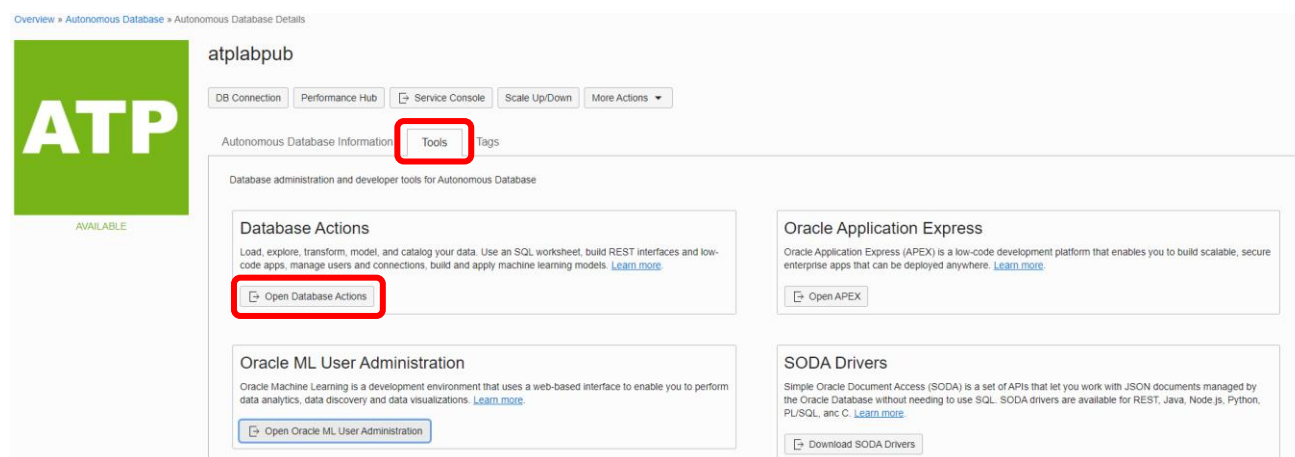 Overview » Autonomous Database » Autonomous Database Details
ATP
AVAILABLE
atplabpub
DB Connection
Performance Hub
Service Console
Scale Up/Down
More Actions
Autonomous Database Information
Tools
Tags
Database administration and developer tools for Autonomous Database
Database Actions
Load, explore, transform, model, and catalog your data. Use an SQL worksheet, build REST interfaces and low-
code apps, manage users and connections, build and apply machine learning models. Learn more.
Open Database Actions
Oracle Application Express
Oracle Application Express (APEX) is a low-code development platform that enables you to build scalable, secure
enterprise apps that can be deployed anywhere. Learn more.
Open APEX
Oracle ML User Administration
Oracle Machine Learning is a development environment that uses a web-based interface to enable you to perform
data analytics, data discovery and data visualizations. Learn more.
Open Oracle ML User Administration
SODA Drivers
Simple Oracle Document Access (SODA) is a set of APIs that let you work with JSON documents managed by
the Oracle Database without needing to use SQL. SODA drivers are available for REST, Java, Node.js, Python,
PL/SQL, anc C. Learn more.
Download SODA Drivers